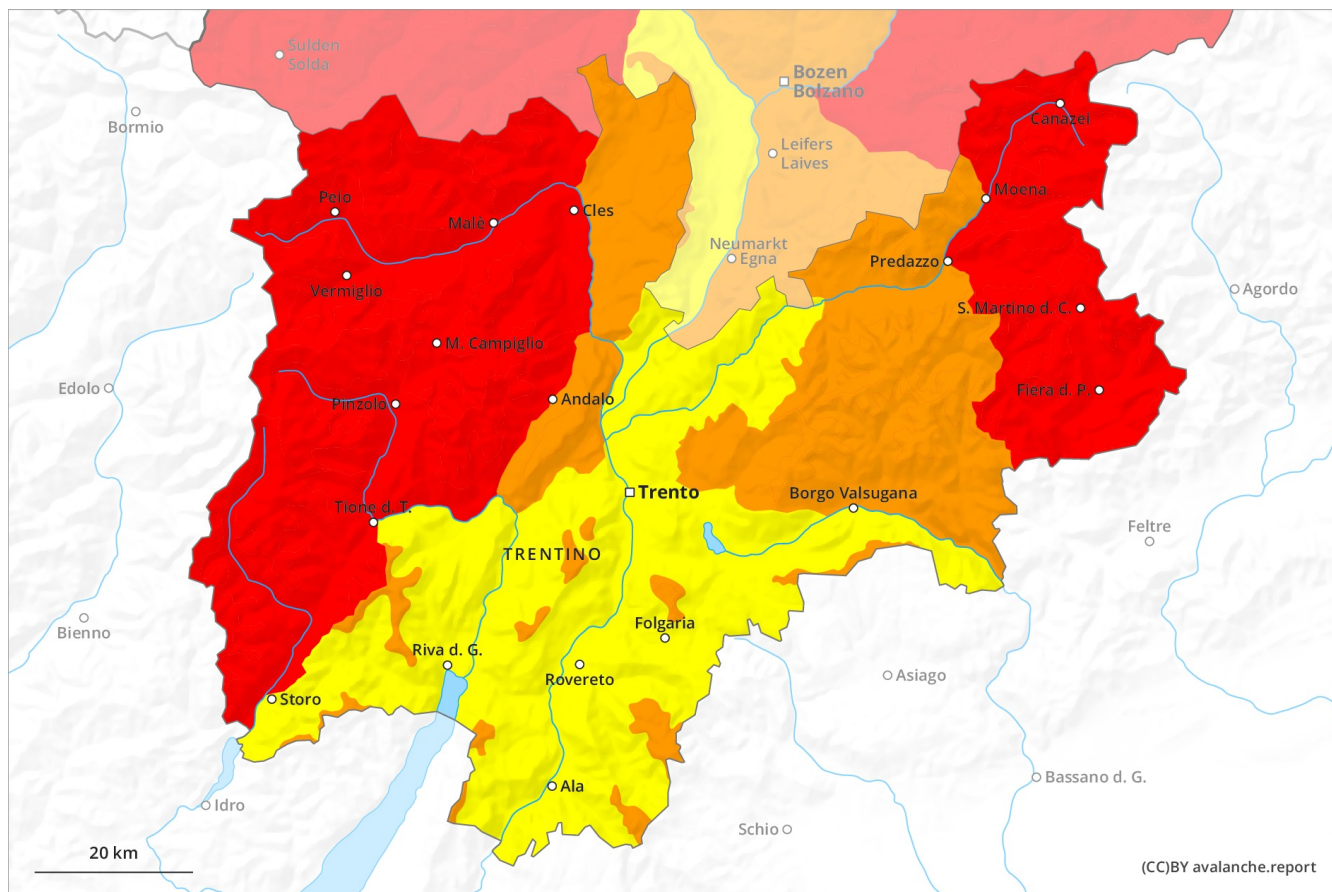 Sulden
Solda
Bozen
Bolzano
Bormio
Canazei
Leifers
Laives
Moena
Pejo
Malè
Cles
Neumarkt
Egna
Predazzo
Vermiglio
Agordo
S. Martino d. C.
M. Campiglio
Edolo
Andalo
Pinzolo
Fiera d. P.
Trento
Borgo Valsugana
Tione d. T.
Feltre
TRENTINO
Bienno
Folgaria
Riva d. G.
Rovereto
Asiago
Storo
Bassano d. G.
Ala
Idro
Schio
20 km
(CC)BY avalanche.report